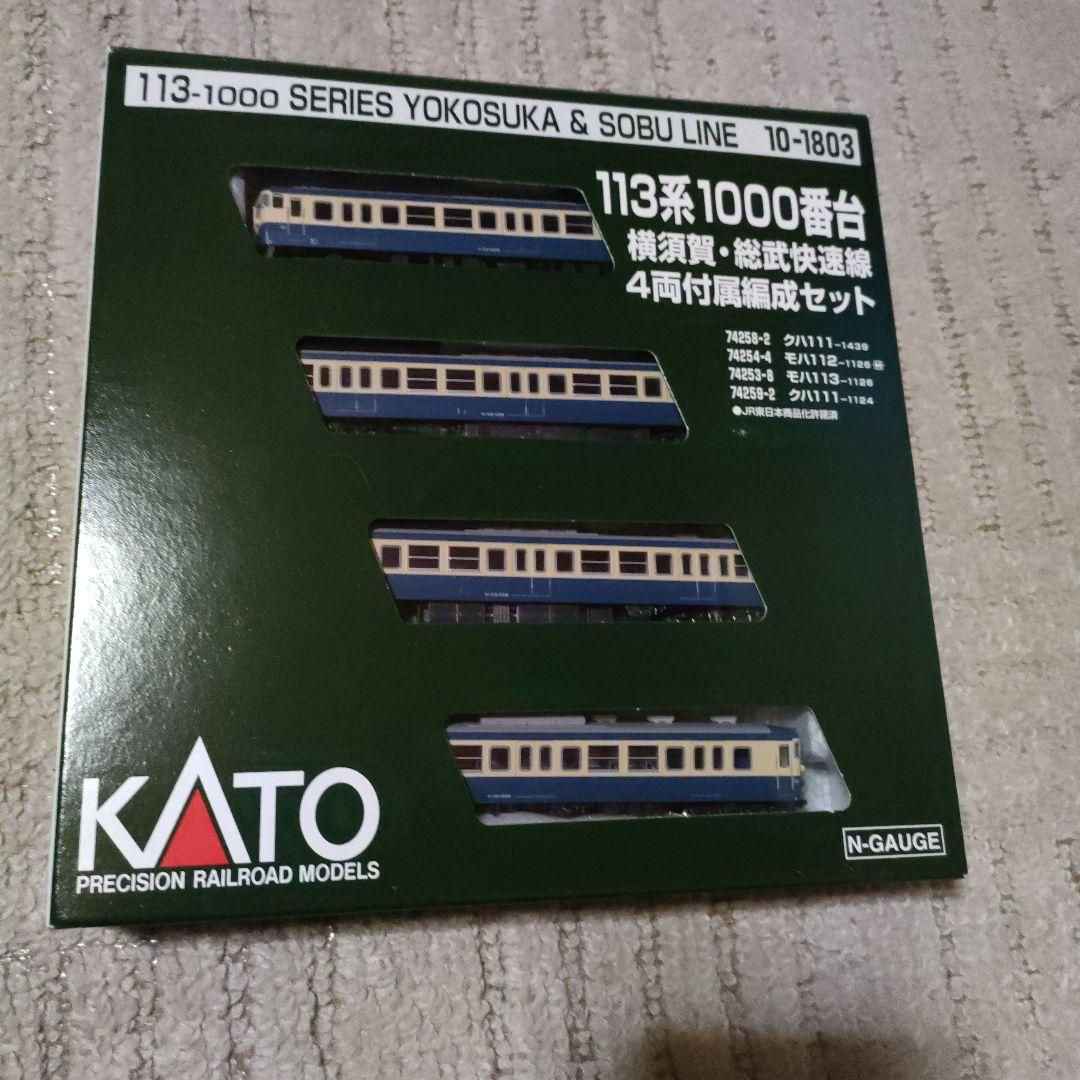 113-1000 SERIES YOKOSUKA & SOBU LINE 10-1803
113系1000番台
横須賀・総武快速線
4両付属編成セット
74258-2 クハ111-1439
74254-4 モハ112-1126 M
74253-8 モハ113-1126
74259-2 クハ111-1124
●JR東日本商品化許諾済
KATO
PRECISION RAILROAD MODELS
N-GAUGE